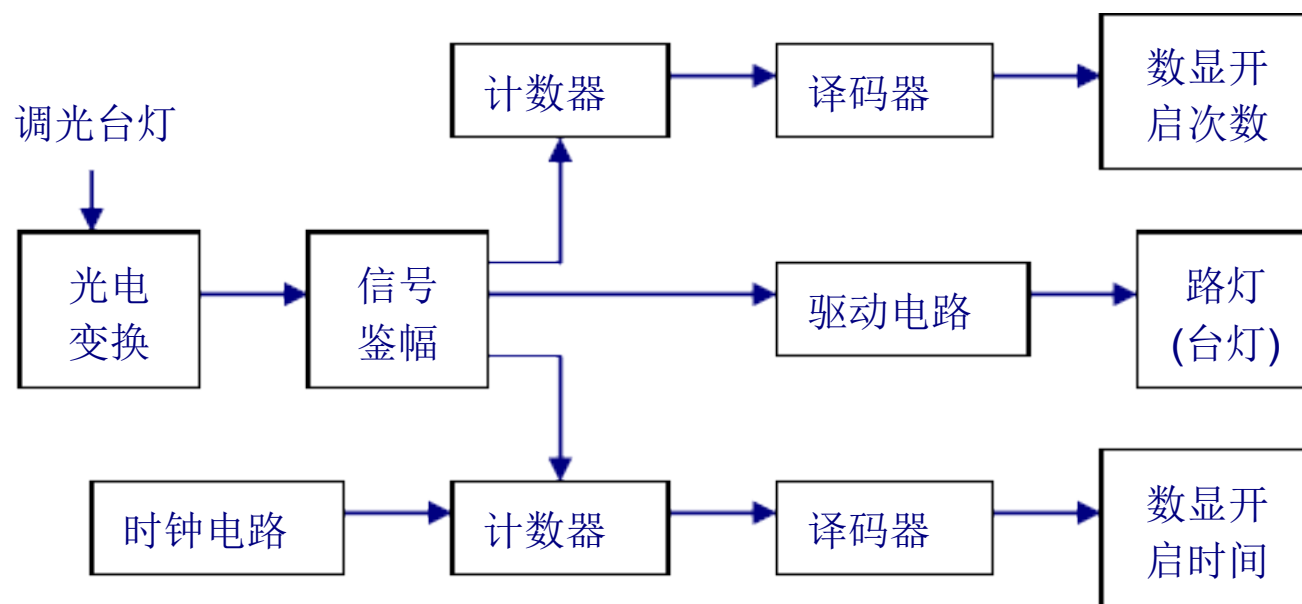 计数器
译码器
数显开
启次数
调光台灯
光电
变换
信号
鉴幅
驱动电路
路灯
(台灯)
时钟电路
计数器
译码器
数显开
启时间